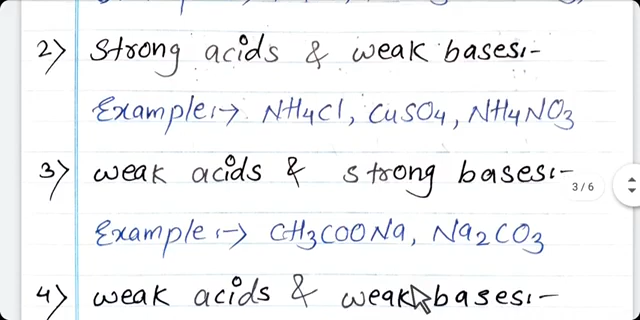 2) Strong acids & weak bases:-
Example:→ NH4Cl, CuSO4, NH4NO3
3) weak acids & strong bases:-
3/6
Example:→ CH3COONa, Na2CO3
4) weak acids & weak bases:-